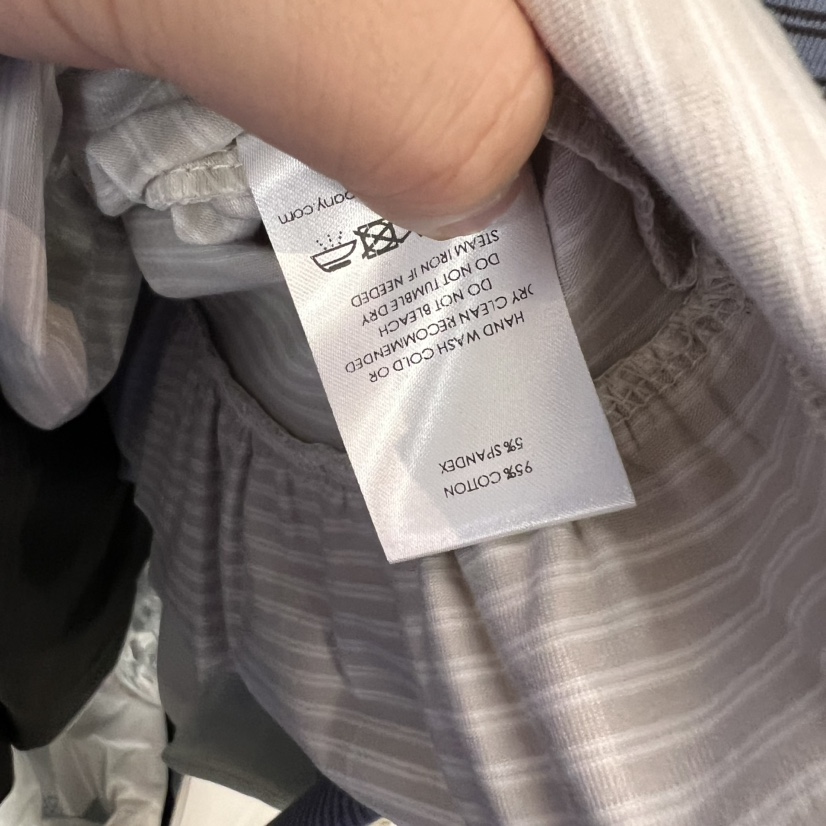 95% COTTON
5% SPANDEX
HAND WASH COLD OR
DRY CLEAN RECOMMENDED
DO NOT BLEACH
DO NOT TUMBLE DRY
STEAM IRON IF NEEDED